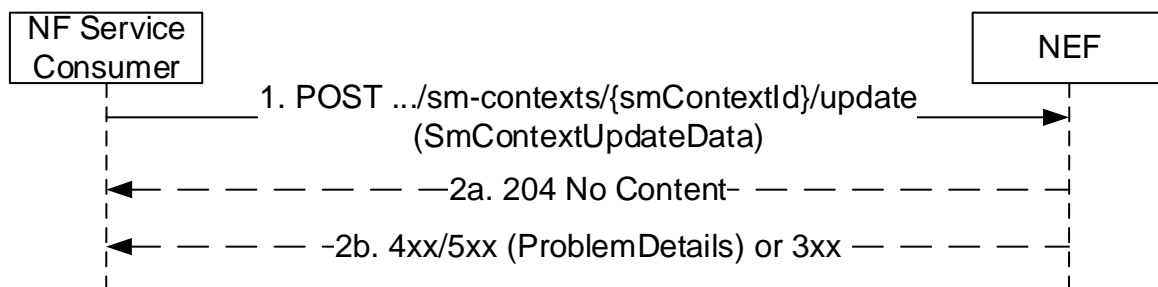 NF Service
Consumer
NEF
1. POST .../sm-contexts/{smContextId}/update
(SmContextUpdateData)
2a. 204 No Content
2b. 4xx/5xx (ProblemDetails) or 3xx